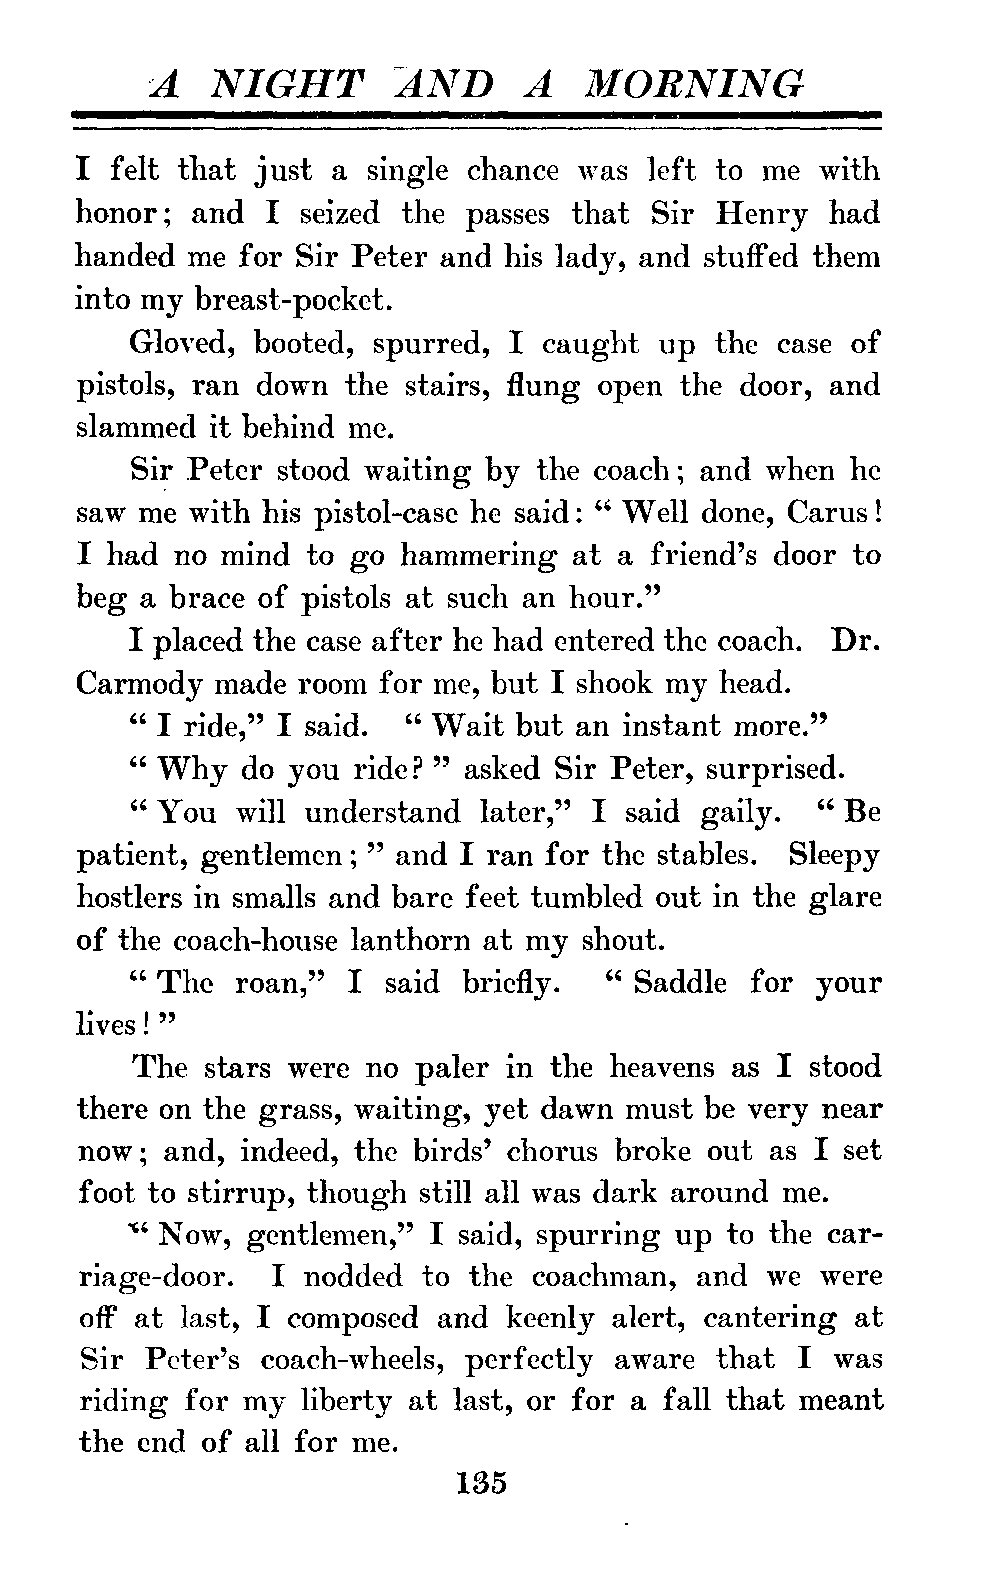 A NIGHT AND A MORNING
I felt that just a single chance was left to me with
honor; and I seized the passes that Sir Henry had
handed me for Sir Peter and his lady, and stuffed them
into my breast-pocket.
Gloved, booted, spurred, I caught up the case of
pistols, ran down the stairs, flung open the door, and
slammed it behind me.
Sir Peter stood waiting by the coach; and when he
saw me with his pistol-case he said: “ Well done, Carus!
I had no mind to go hammering at a friend’s door to
beg a brace of pistols at such an hour.”
I placed the case after he had entered the coach. Dr.
Carmody made room for me, but I shook my head.
“ I ride,” I said. “ Wait but an instant more.”
“ Why do you ride? ” asked Sir Peter, surprised.
“ You will understand later,” I said gaily. “ Be
patient, gentlemen; ” and I ran for the stables. Sleepy
hostlers in smalls and bare feet tumbled out in the glare
of the coach-house lanthorn at my shout.
“ The roan,” I said briefly. “ Saddle for your
lives! ”
The stars were no paler in the heavens as I stood
there on the grass, waiting, yet dawn must be very near
now; and, indeed, the birds’ chorus broke out as I set
foot to stirrup, though still all was dark around me.
“ Now, gentlemen,” I said, spurring up to the car-
riage-door. I nodded to the coachman, and we were
off at last, I composed and keenly alert, cantering at
Sir Peter’s coach-wheels, perfectly aware that I was
riding for my liberty at last, or for a fall that meant
the end of all for me.
135